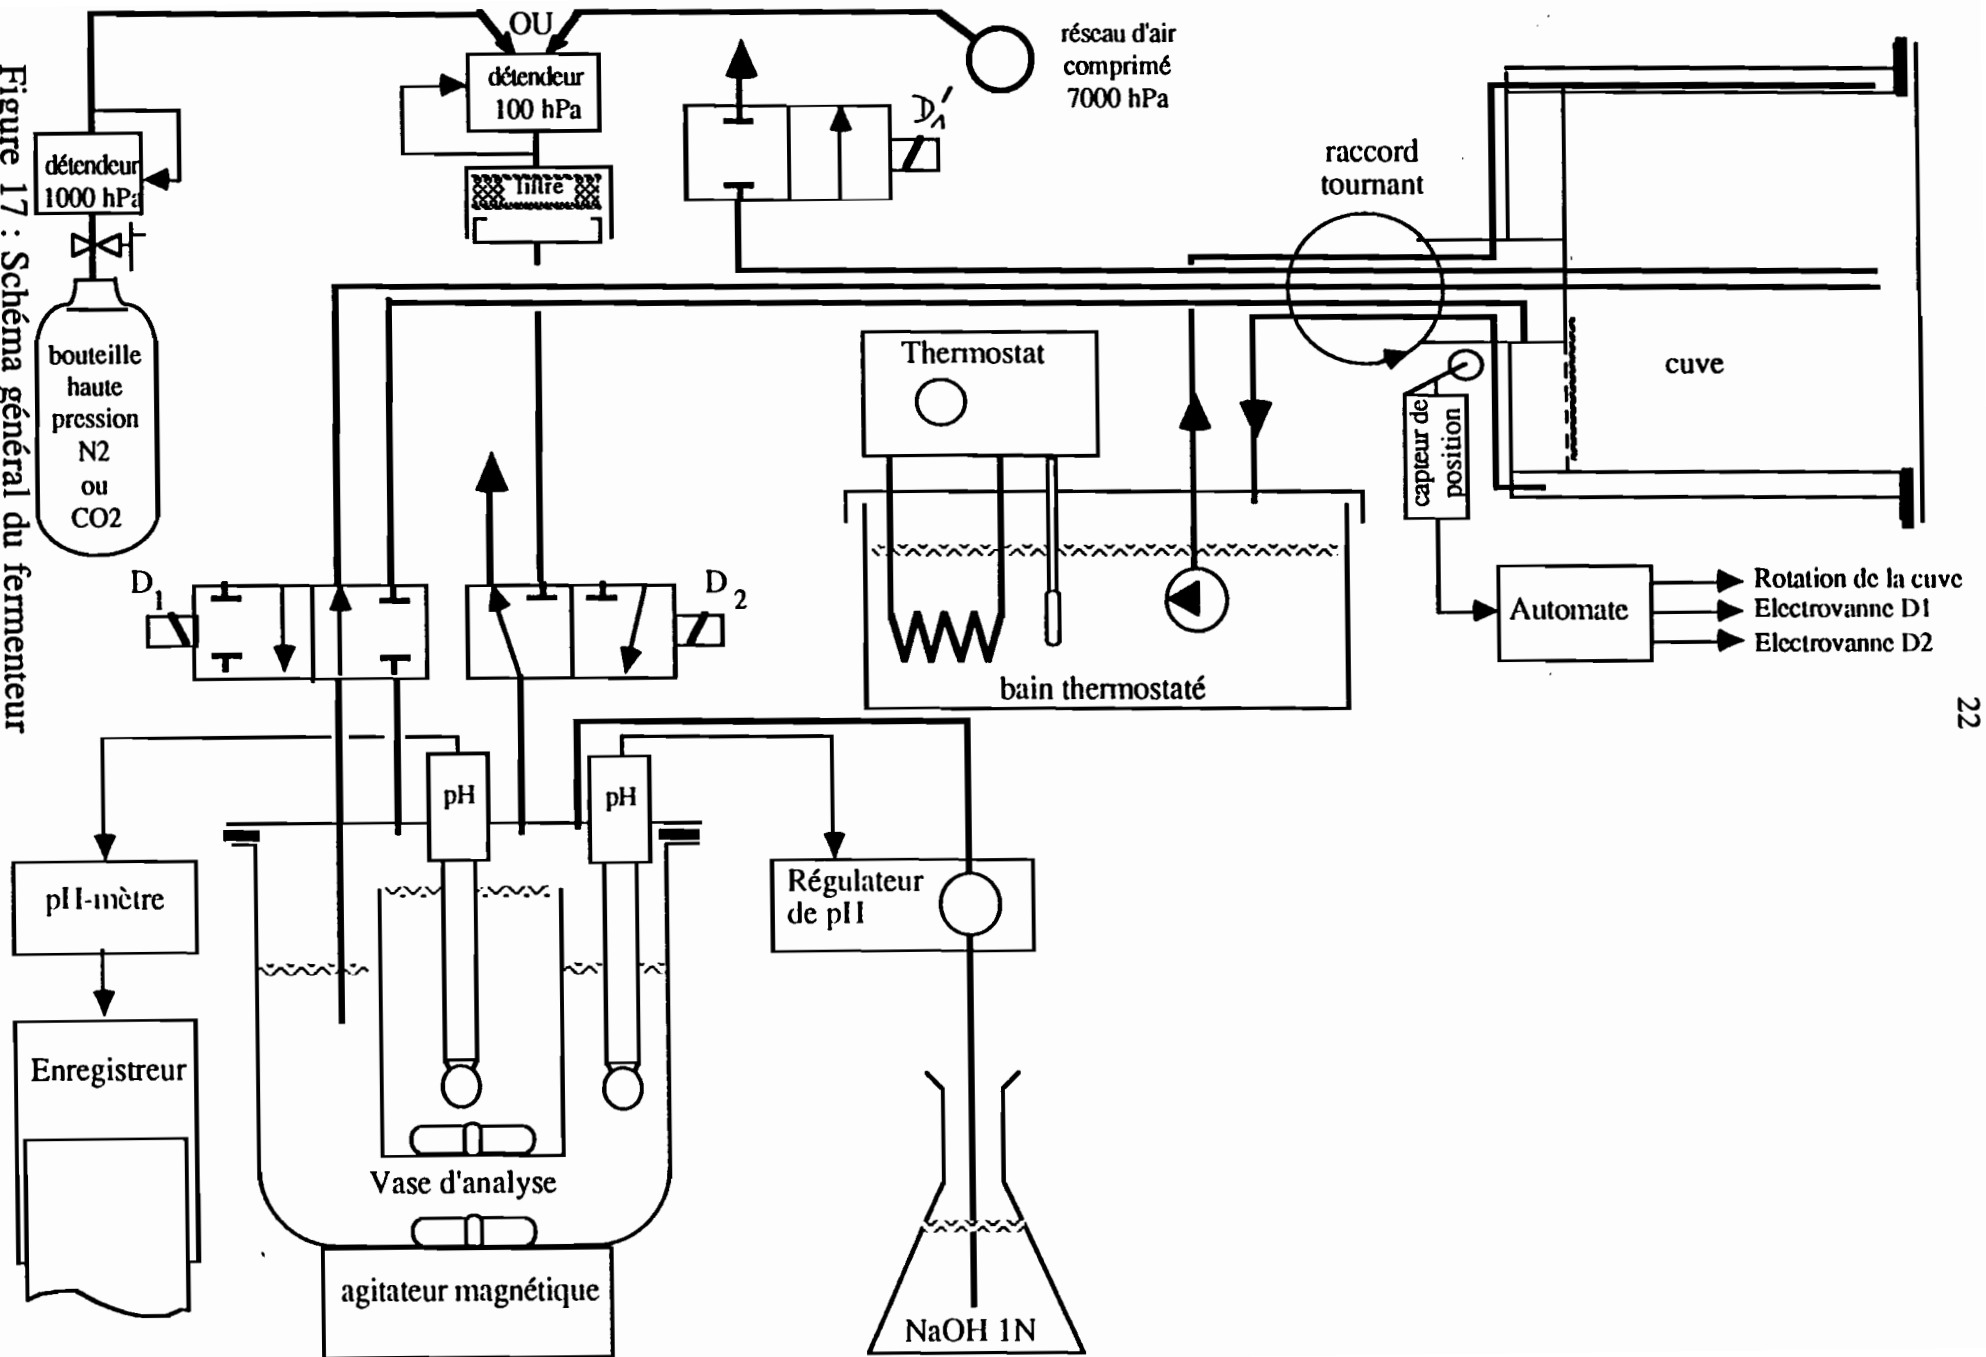 OU
réseau d'air
comprimé
7000 hPa
détendeur
100 hPa
filtre
D'1
détendeur
1000 hPa
raccord
tournant
bouteille
haute
pression
N2
ou
CO2
Thermostat
cuve
capteur de
position
D1
D2
bain thermostaté
Automate
Rotation de la cuve
Electrovanne D1
Electrovanne D2
pH
pH
pH-mètre
Régulateur
de pH
Enregistreur
Vase d'analyse
agitateur magnétique
NaOH 1N
Figure 17 : Schéma général du fermenteur
22